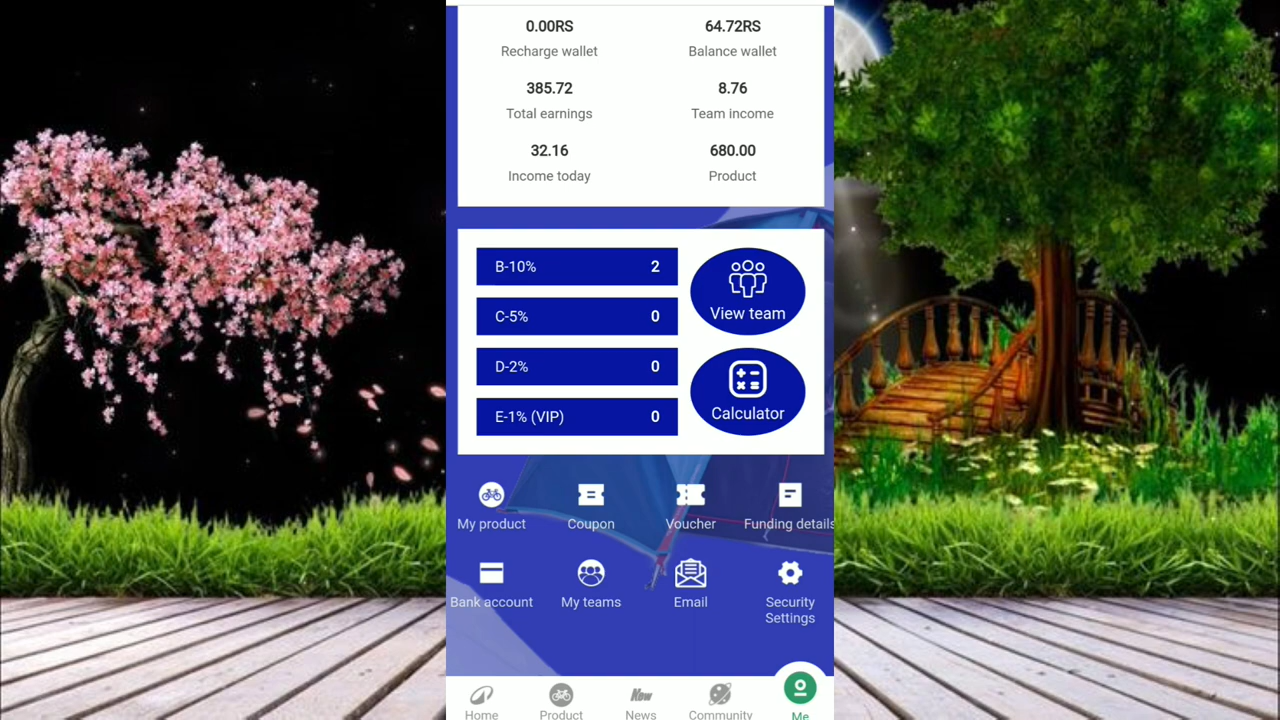 0.00RS 64.72RS
Recharge wallet Balance wallet
385.72 8.76
Total earnings Team income
32.16 680.00
Income today Product
B-10% 2
C-5% 0
D-2% 0
E-1% (VIP) 0
View team
Calculator
My product Coupon Voucher Funding details
Bank account My teams Email Security
Settings
Kow
Home Product News Community Me